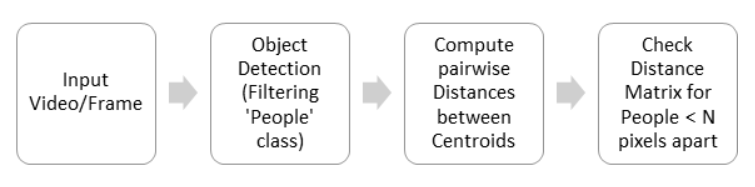 Input
Video/Frame
Object
Detection
(Filtering
'People'
class)
Compute
pairwise
Distances
between
Centroids
Check
Distance
Matrix for
People < N
pixels apart